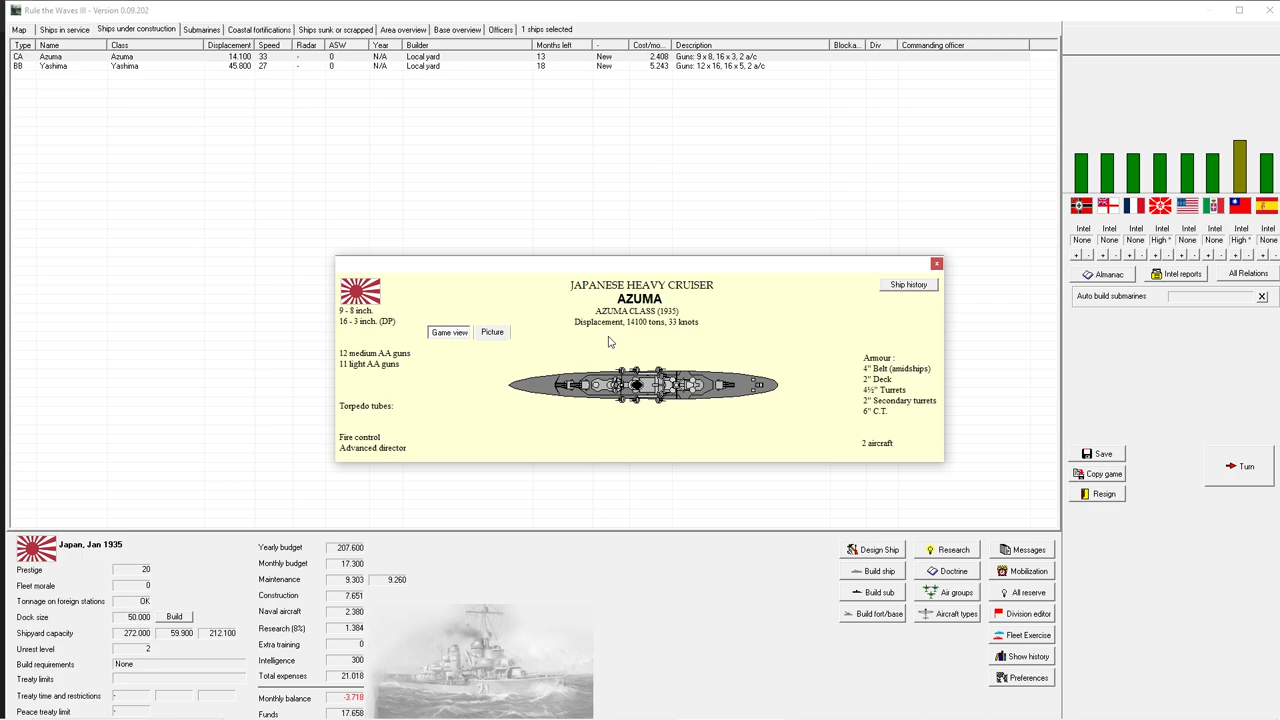 Rule the Waves III - Version 0.09.202
Map Ships in service Ships under construction Submarines Coastal fortifications Ships sunk or scrapped Area overview Base overview Officers 1 ships selected
Type Name Class Displacement Speed Radar ASW Year Builder Months left - Cost/mo... Description Blocka... Div Commanding officer
CA Azuma Azuma 14.100 33 - 0 N/A Local yard 13 New 2.408 Guns: 9 x 8, 16 x 3, 2 a/c
BB Yashima Yashima 45.800 27 - 0 N/A Local yard 18 New 5.243 Guns: 12 x 16, 16 x 5, 2 a/c
Intel Intel Intel Intel Intel Intel Intel Intel
None None None High * None None High * None
+ - + - + - + - + - + - + - + -
Almanac Intel reports All Relations
Auto build submarines X
x
JAPANESE HEAVY CRUISER
AZUMA
AZUMA CLASS (1935)
Displacement, 14100 tons, 33 knots
Ship history
9 - 8 inch.
16 - 3 inch. (DP)
Game view Picture
12 medium AA guns
11 light AA guns
Torpedo tubes:
Fire control
Advanced director
Armour :
4" Belt (amidships)
2" Deck
4½" Turrets
2" Secondary turrets
6" C.T.
2 aircraft
Save
Copy game
Resign
Turn
Japan, Jan 1935
Prestige 20
Fleet morale 0
Tonnage on foreign stations OK
Dock size 50.000 Build
Shipyard capacity 272.000 59.900 212.100
Unrest level 2
Build requirements None
Treaty limits
Treaty time and restrictions -
Peace treaty limit -
Yearly budget 207.600
Monthly budget 17.300
Maintenance 9.303 9.260
Construction 7.651
Naval aircraft 2.380
Research (8%) 1.384
Extra training 0
Intelligence 300
Total expenses 21.018
Monthly balance -3.718
Funds 17.658
Design Ship Research Messages
Build ship Doctrine Mobilization
Build sub Air groups All reserve
Build fort/base Aircraft types Division editor
Fleet Exercise
Show history
Preferences